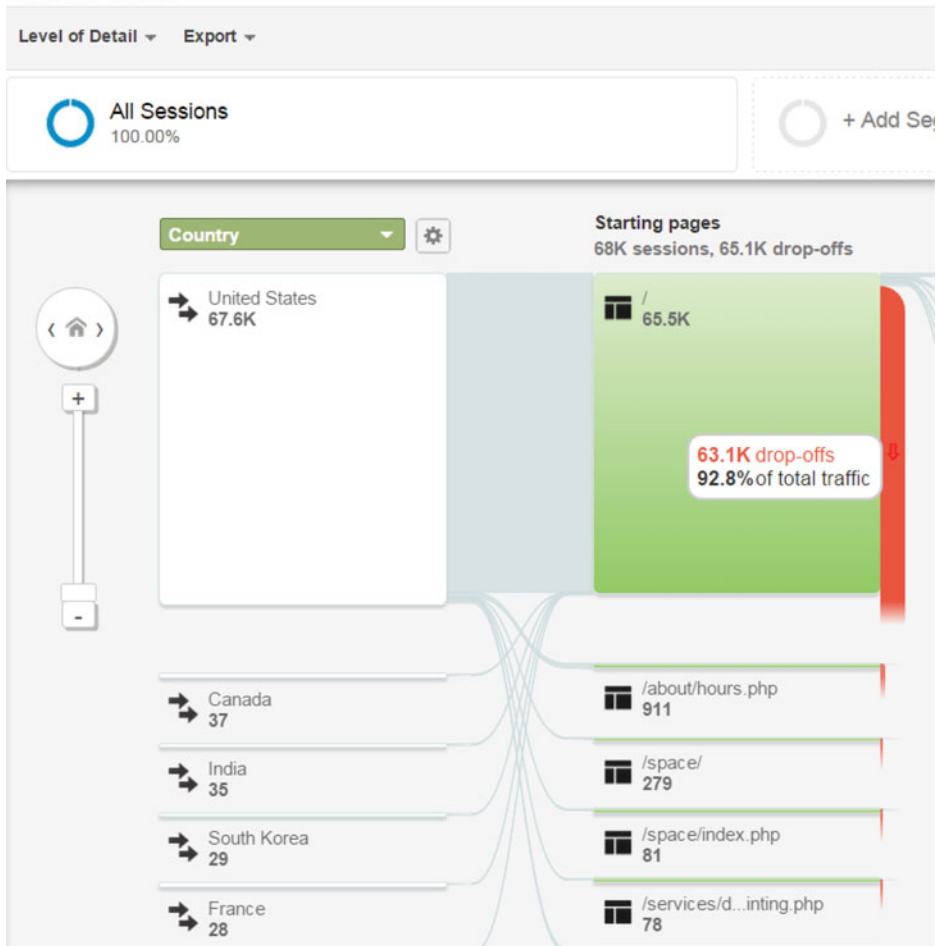 Level of Detail Export
All Sessions
100.00%
+ Add Seg
Country
Starting pages
68K sessions, 65.1K drop-offs
United States
67.6K
/
65.5K
63.1K drop-offs
92.8% of total traffic
+
-
Canada
37
India
35
South Korea
29
France
28
/about/hours.php
911
/space/
279
/space/index.php
81
/services/d...inting.php
78